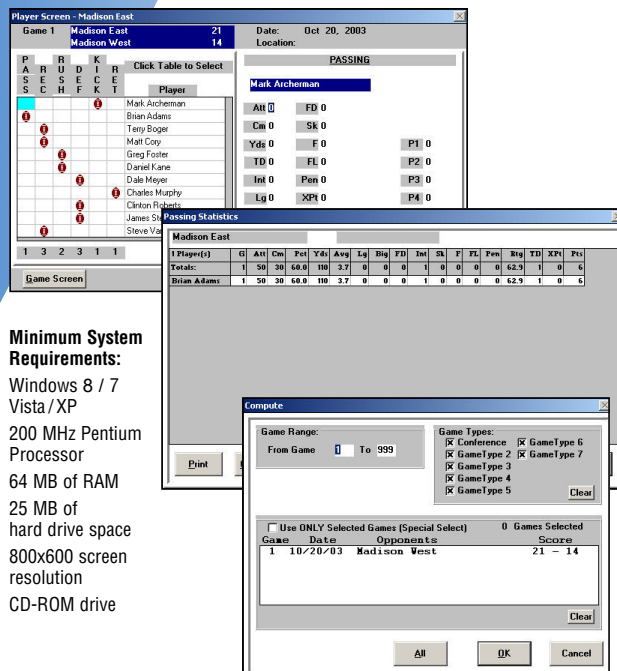 Player Screen - Madison East
Game 1 Madison East 21
Madison West 14
Date: Oct 20, 2003
Location:
PASS REC RUSH DEF KICK RET
Click Table to Select
Player
Mark Archerman
Brian Adams
Terry Boger
Matt Cory
Greg Foster
Daniel Kane
Dale Meyer
Charles Murphy
Clinton Roberts
James
Steve
1 3 2 3 1 1
Game Screen
PASSING
Mark Archerman
Att 0 FD 0
Cm 0 Sk 0
Yds 0 F 0 P1 0
TD 0 FL 0 P2 0
Int 0 Pen 0 P3 0
Lg 0 XPt 0 P4 0
Passing Statistics
Madison East
1 Player(s) G Att Cm Pct Yds Avg Lg Big FD Int Sk F FL Pen Rtg TD XPt Pts
Totals: 1 50 30 60.0 110 3.7 0 0 0 1 0 0 0 0 62.9 1 0 6
Brian Adams 1 50 30 60.0 110 3.7 0 0 0 1 0 0 0 0 62.9 1 0 6
Print
Compute
Game Range:
From Game 1 To 999
Game Types:
Conference GameType 6
GameType 2 GameType 7
GameType 3
GameType 4
GameType 5
Clear
Use ONLY Selected Games (Special Select) 0 Games Selected
Game Date Opponents Score
1 10/20/03 Madison West 21 - 14
Clear
All OK Cancel
Minimum System
Requirements:
Windows 8 / 7
Vista/XP
200 MHz Pentium
Processor
64 MB of RAM
25 MB of
hard drive space
800x600 screen
resolution
CD-ROM drive